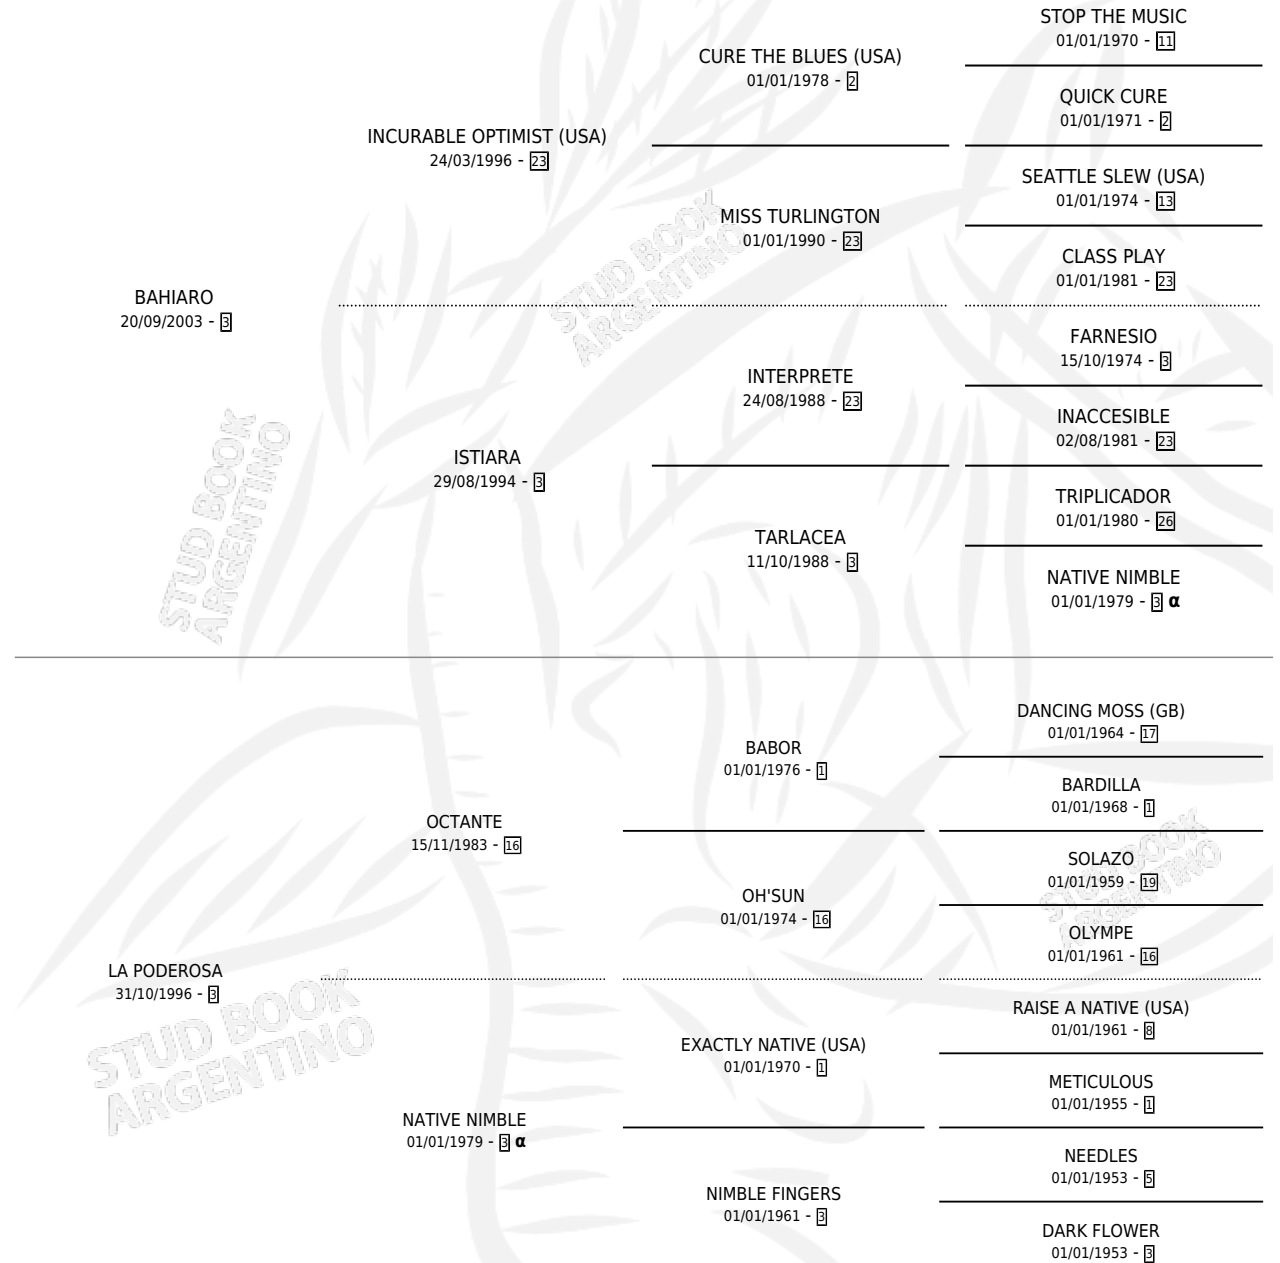 STOP THE MUSIC
01/01/1970 - 11
CURE THE BLUES (USA)
01/01/1978 - 2
QUICK CURE
01/01/1971 - 2
INCURABLE OPTIMIST (USA)
24/03/1996 - 23
SEATTLE SLEW (USA)
01/01/1974 - 13
MISS TURLINGTON
01/01/1990 - 23
CLASS PLAY
01/01/1981 - 23
BAHIARO
20/09/2003 - 3
FARNESIO
15/10/1974 - 3
INTERPRETE
24/08/1988 - 23
INACCESIBLE
02/08/1981 - 23
ISTIARA
29/08/1994 - 3
TRIPLICADOR
01/01/1980 - 26
TARLACEA
11/10/1988 - 3
NATIVE NIMBLE
01/01/1979 - 3 α
DANCING MOSS (GB)
01/01/1964 - 17
BABOR
01/01/1976 - 1
BARDILLA
01/01/1968 - 1
OCTANTE
15/11/1983 - 16
SOLAZO
01/01/1959 - 19
OH'SUN
01/01/1974 - 16
OLYMPE
01/01/1961 - 16
LA PODEROSA
31/10/1996 - 3
RAISE A NATIVE (USA)
01/01/1961 - 8
EXACTLY NATIVE (USA)
01/01/1970 - 1
METICULOUS
01/01/1955 - 1
NATIVE NIMBLE
01/01/1979 - 3 α
NEEDLES
01/01/1953 - 5
NIMBLE FINGERS
01/01/1961 - 3
DARK FLOWER
01/01/1953 - 3
STUD BOOK
ARGENTINO
STUD BOOK
ARGENTINO
STUD BOOK
ARGENTINO
STUD BOOK
ARGENTINO